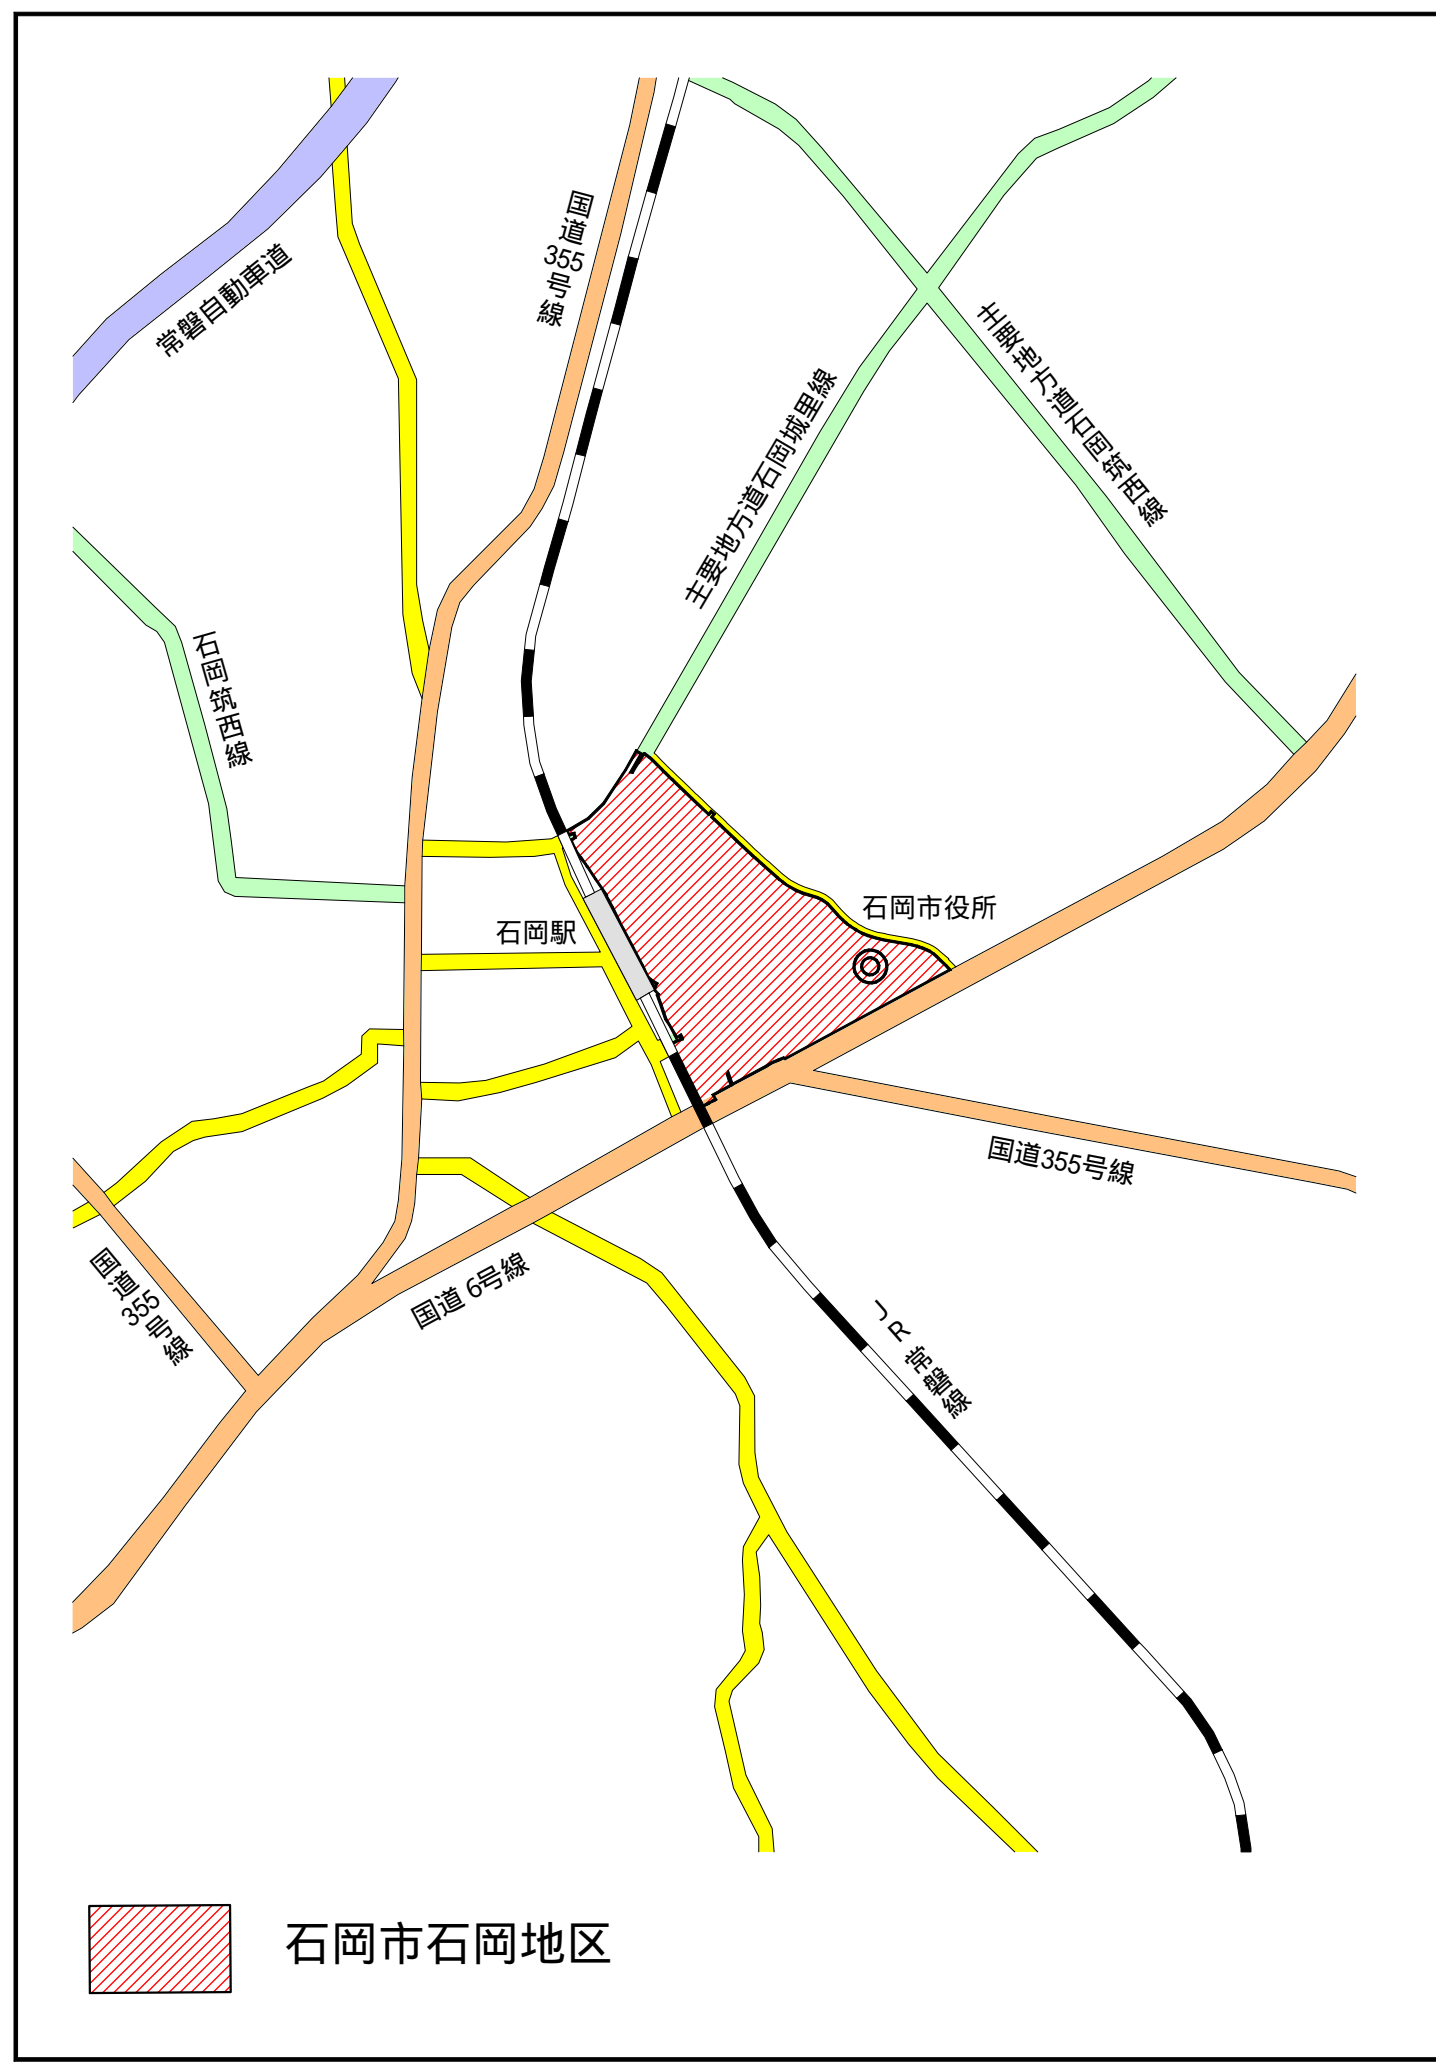 国道355号線
常磐自動車道
主要地方道石岡筑西線
主要地方道石岡城里線
石岡筑西線
石岡市役所
石岡駅
国道355号線
国道 6号線
国道355号線
JR常磐線
石岡市石岡地区